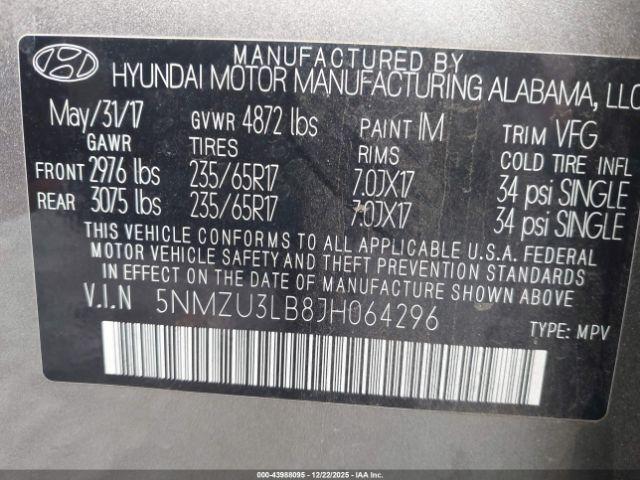 MANUFACTURED BY
HYUNDAI MOTOR MANUFACTURING ALABAMA, LLC
May/31/17 GVWR 4872 lbs PAINT IM TRIM VFG
GAWR TIRES RIMS COLD TIRE INFL
FRONT 2976 lbs 235/65R17 7.0JX17 34 psi SINGLE
REAR 3075 lbs 235/65R17 7.0JX17 34 psi SINGLE
THIS VEHICLE CONFORMS TO ALL APPLICABLE U.S.A. FEDERAL
MOTOR VEHICLE SAFETY AND THEFT PREVENTION STANDARDS
IN EFFECT ON THE DATE OF MANUFACTURE SHOWN ABOVE.
V.I.N 5NMZU3LB8JH064296 TYPE: MPV
000-43988095 - 12/22/2025 - COPART